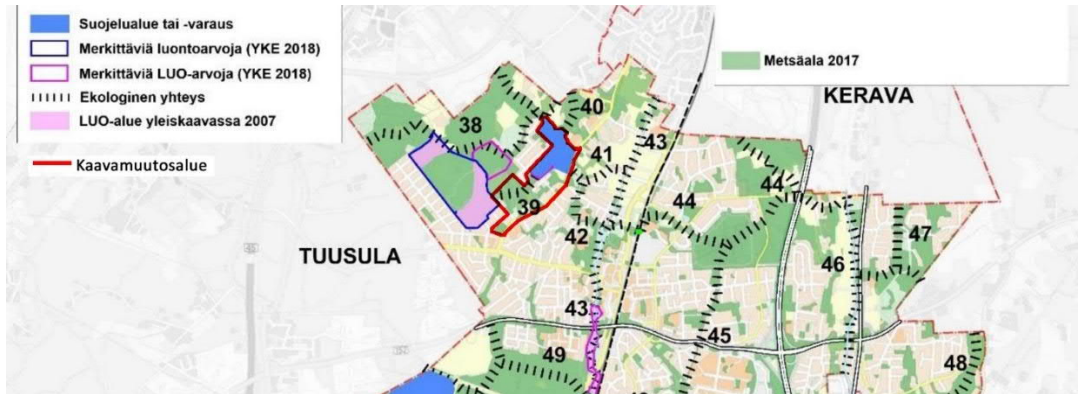 Suojelualue tai -varaus
Merkittäviä luontoarvoja (YKE 2018)
Merkittäviä LUO-arvoja (YKE 2018)
Ekologinen yhteys
LUO-alue yleiskaavassa 2007
Kaavamuutosalue
Metsäala 2017
KERAVA
TUUSULA
38
40
41
43
39
42
44
44
46
47
43
45
49
48